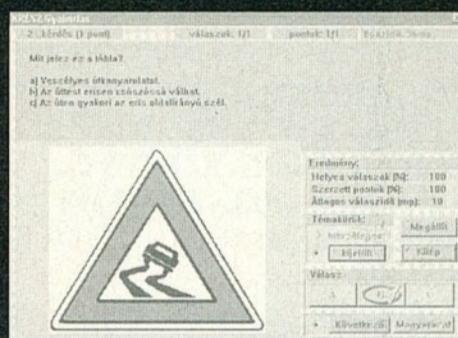 KRESZ Gyakorlás
2. kérdés (1 pont)
válaszok: 1/1
pontok: 1/1
Mit jelez ez a tábla?
a) Veszélyes útkanyarulatot.
b) Az úttest erősen csúszóssá válhat.
c) Az úton gyakori az erős oldalirányú szél.
Eredmény:
Helyes válaszok [%]: 100
Szerzett pontok [%]: 100
Átlagos válaszidő [mp]: 10
Témakörök:
Megállít
Kijelölt
Kilép
Válasz
Következő
Magyarázat